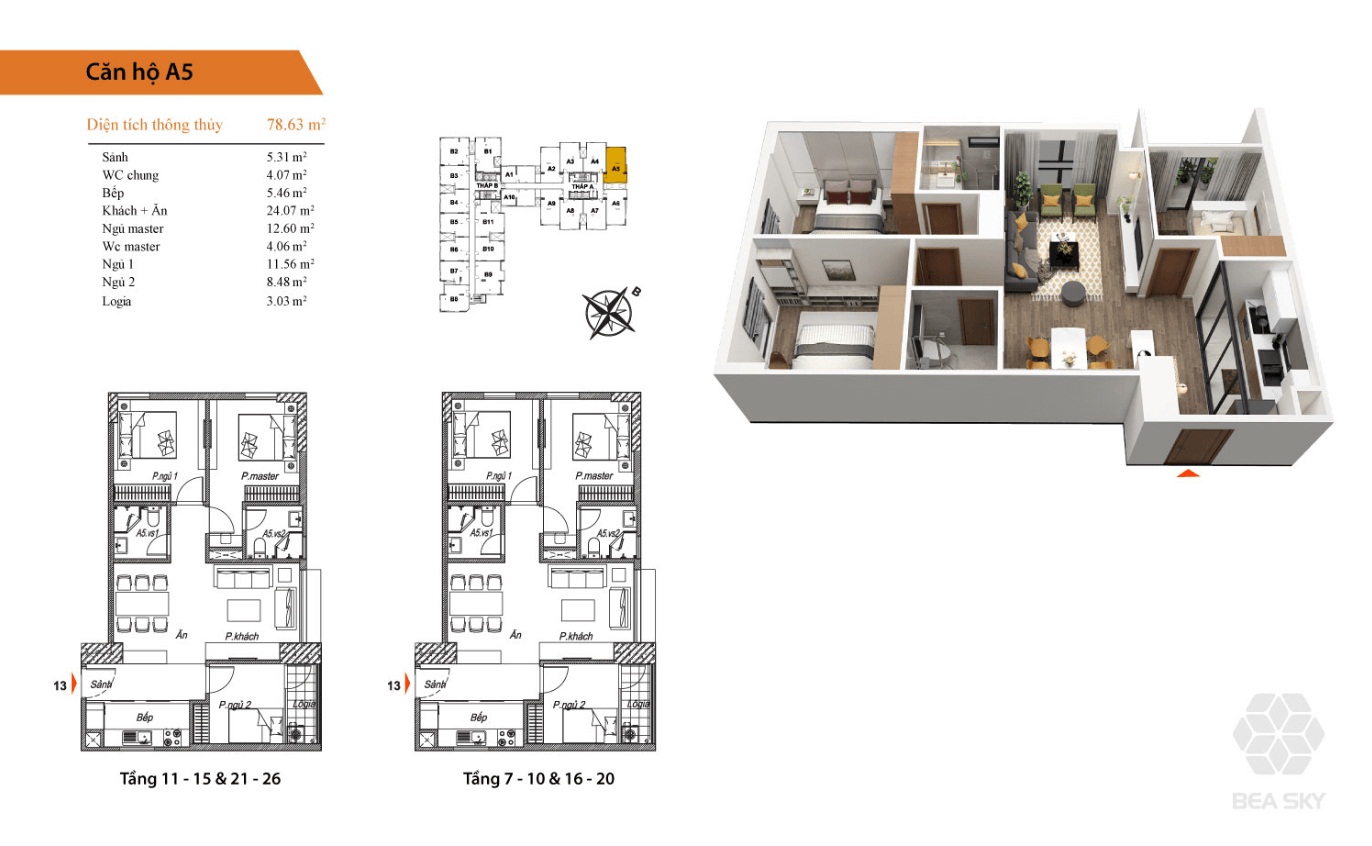 Căn hộ A5
Diện tích thông thủy 78.63 m²
Sảnh 5.31 m²
WC chung 4.07 m²
Bếp 5.46 m²
Khách + Ăn 24.07 m²
Ngủ master 12.60 m²
Wc master 4.06 m²
Ngủ 1 11.56 m²
Ngủ 2 8.48 m²
Logia 3.03 m²
B2
B1
B3
THÁP B
B4
B5
B11
B6
B10
B7
B9
B8
A1
A2
A3
A4
A5
THÁP A
A10
A9
A8
A7
A6
B
P.ngủ 1
P.master
A5.vs1
A5.vs2
Ăn
P.khách
13
Sảnh
P.ngủ 2
Logia
Bếp
Tầng 11 - 15 & 21 - 26
P.ngủ 1
P.master
A5.vs1
A5.vs2
Ăn
P.khách
13
Sảnh
P.ngủ 2
Logia
Bếp
Tầng 7 - 10 & 16 - 20
BEA SKY